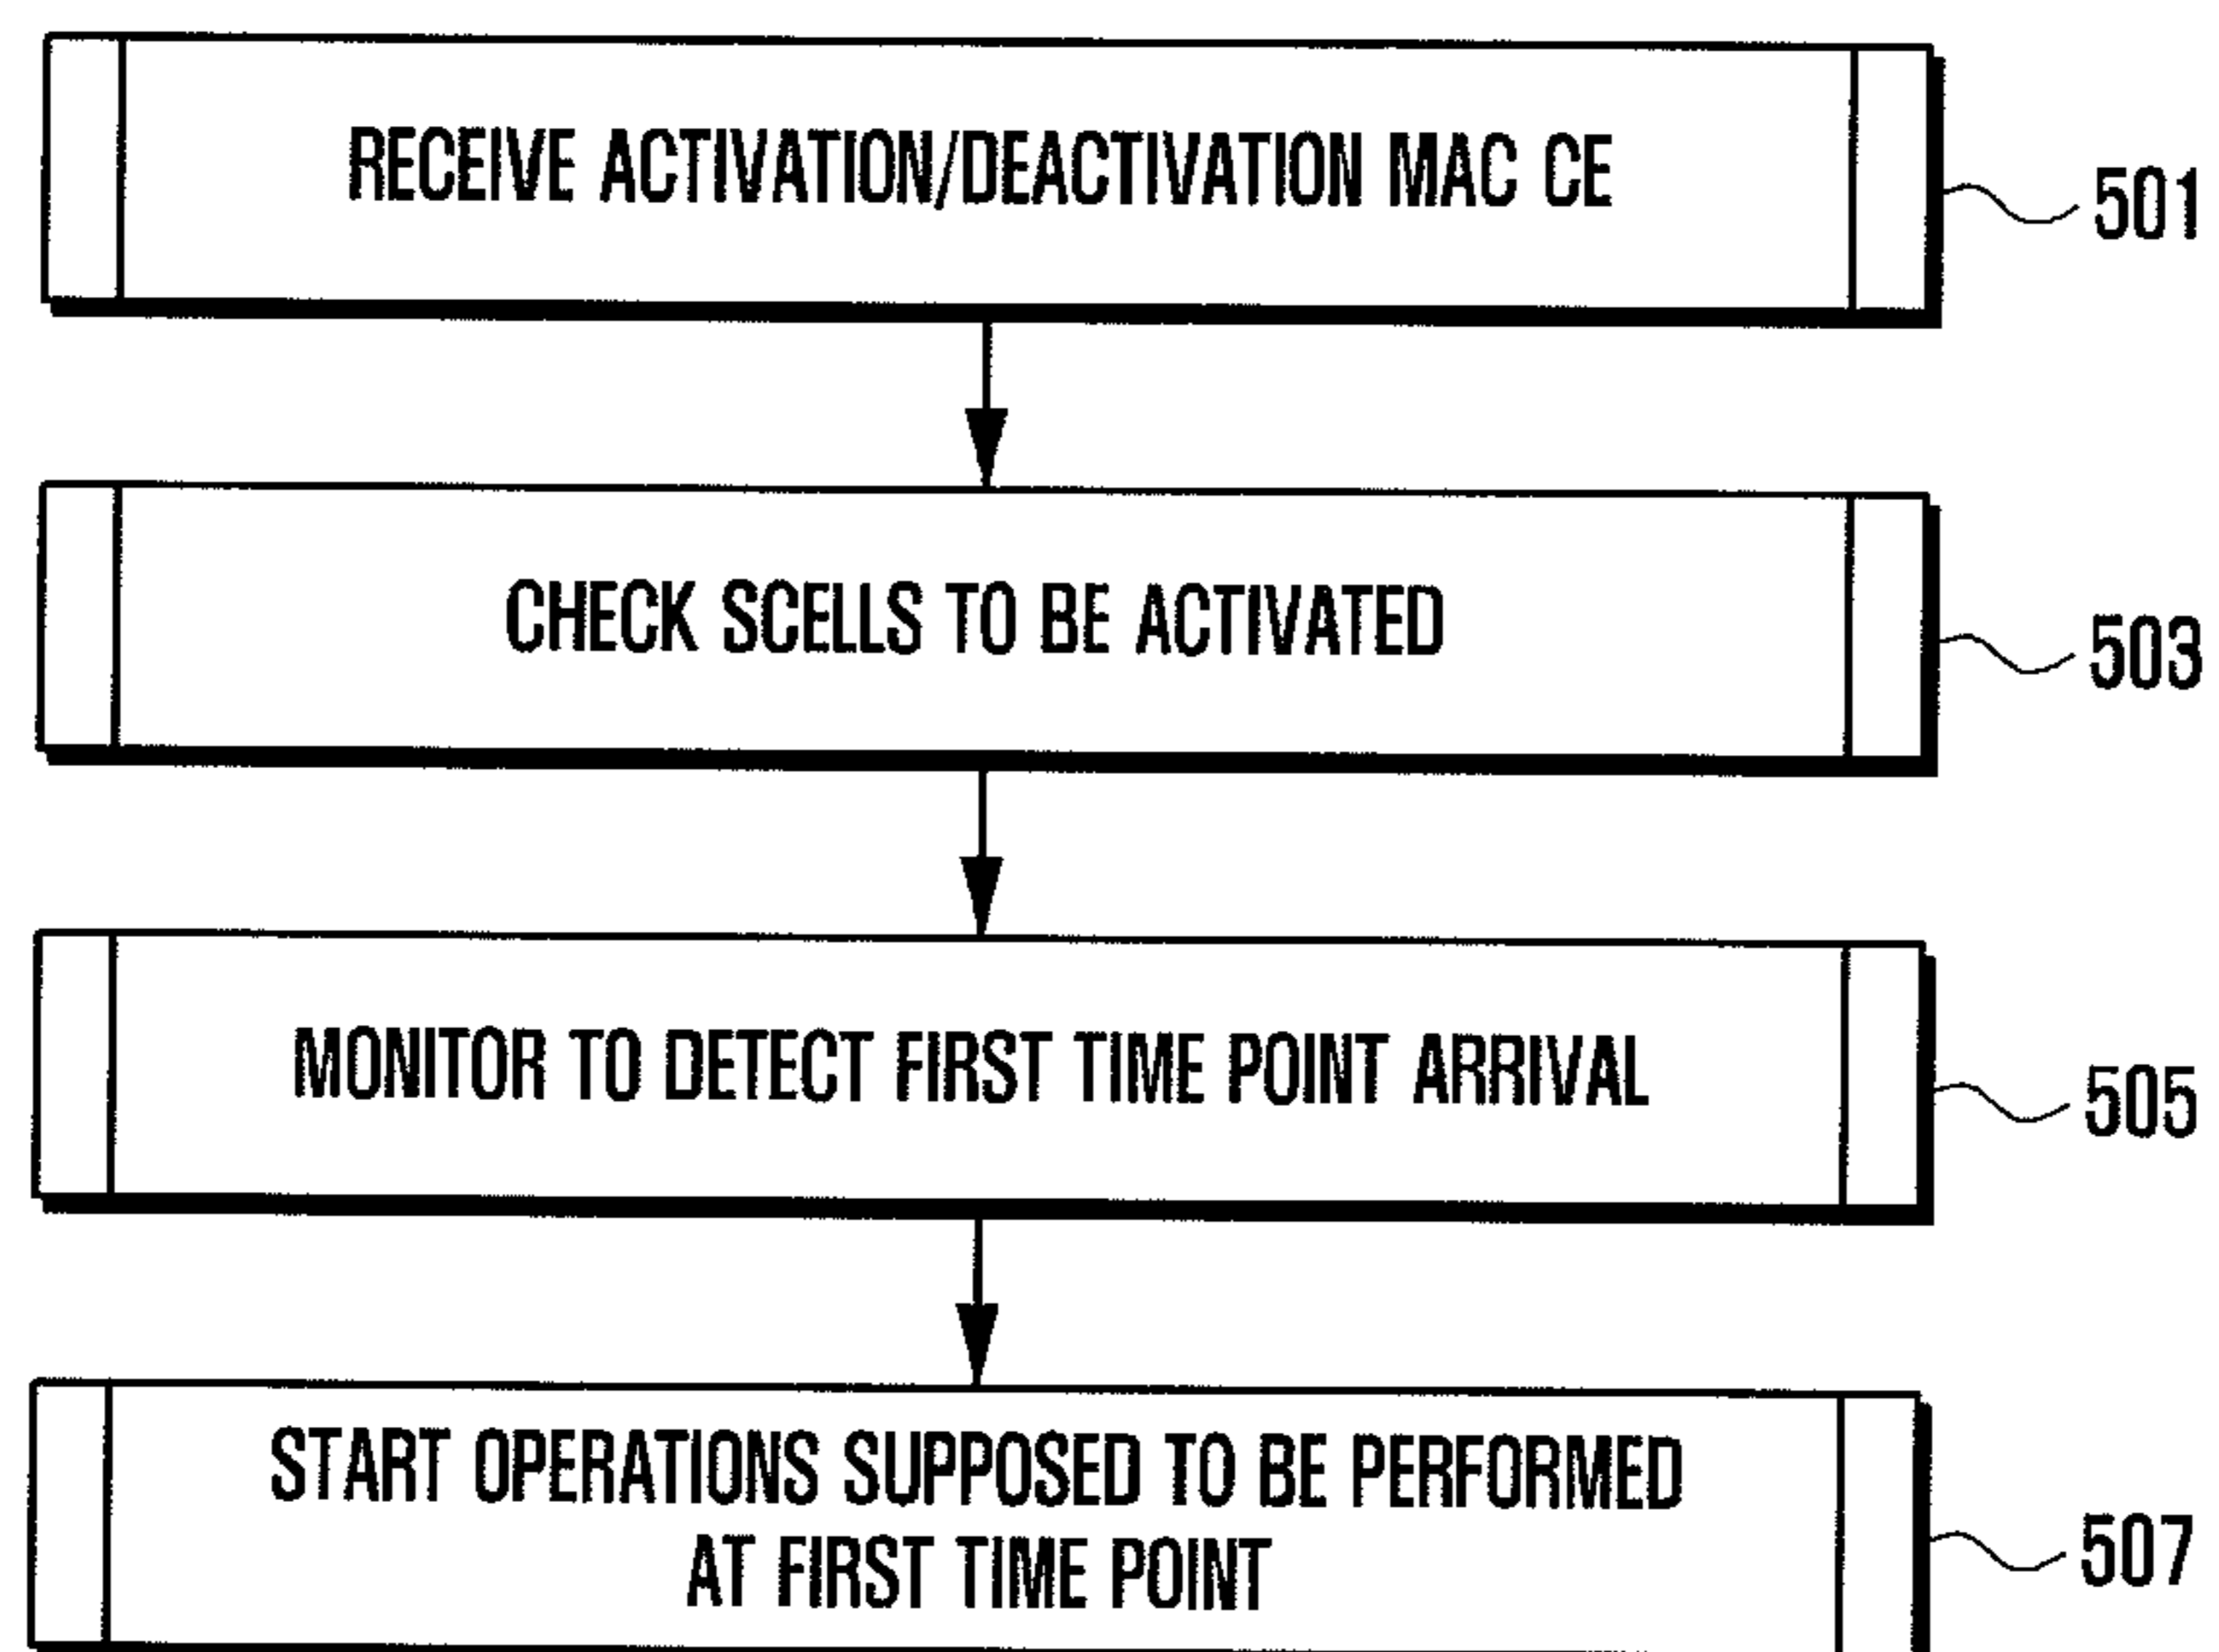 RECEIVE ACTIVATION/DEACTIVATION MAC CE
501
CHECK SCELLS TO BE ACTIVATED
503
MONITOR TO DETECT FIRST TIME POINT ARRIVAL
505
START OPERATIONS SUPPOSED TO BE PERFORMED
AT FIRST TIME POINT
507